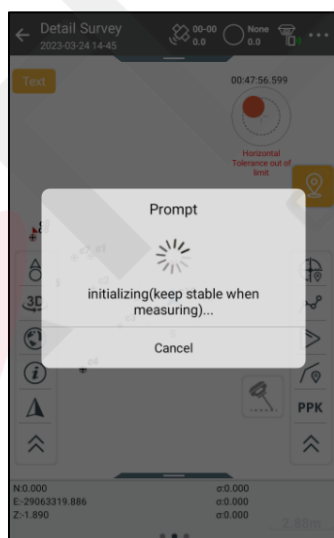 Detail Survey
2023-03-24 14-45
00-00
0.0
None
0.0
Text
00:47:56.599
Horizontal
Tolerance out of
limit
Prompt
initializing(keep stable when
measuring)...
Cancel
3D
i
PPK
N:0.000
σ:0.000
E:-29063319.886
σ:0.000
Z:-1.890
σ:0.000
2.88m